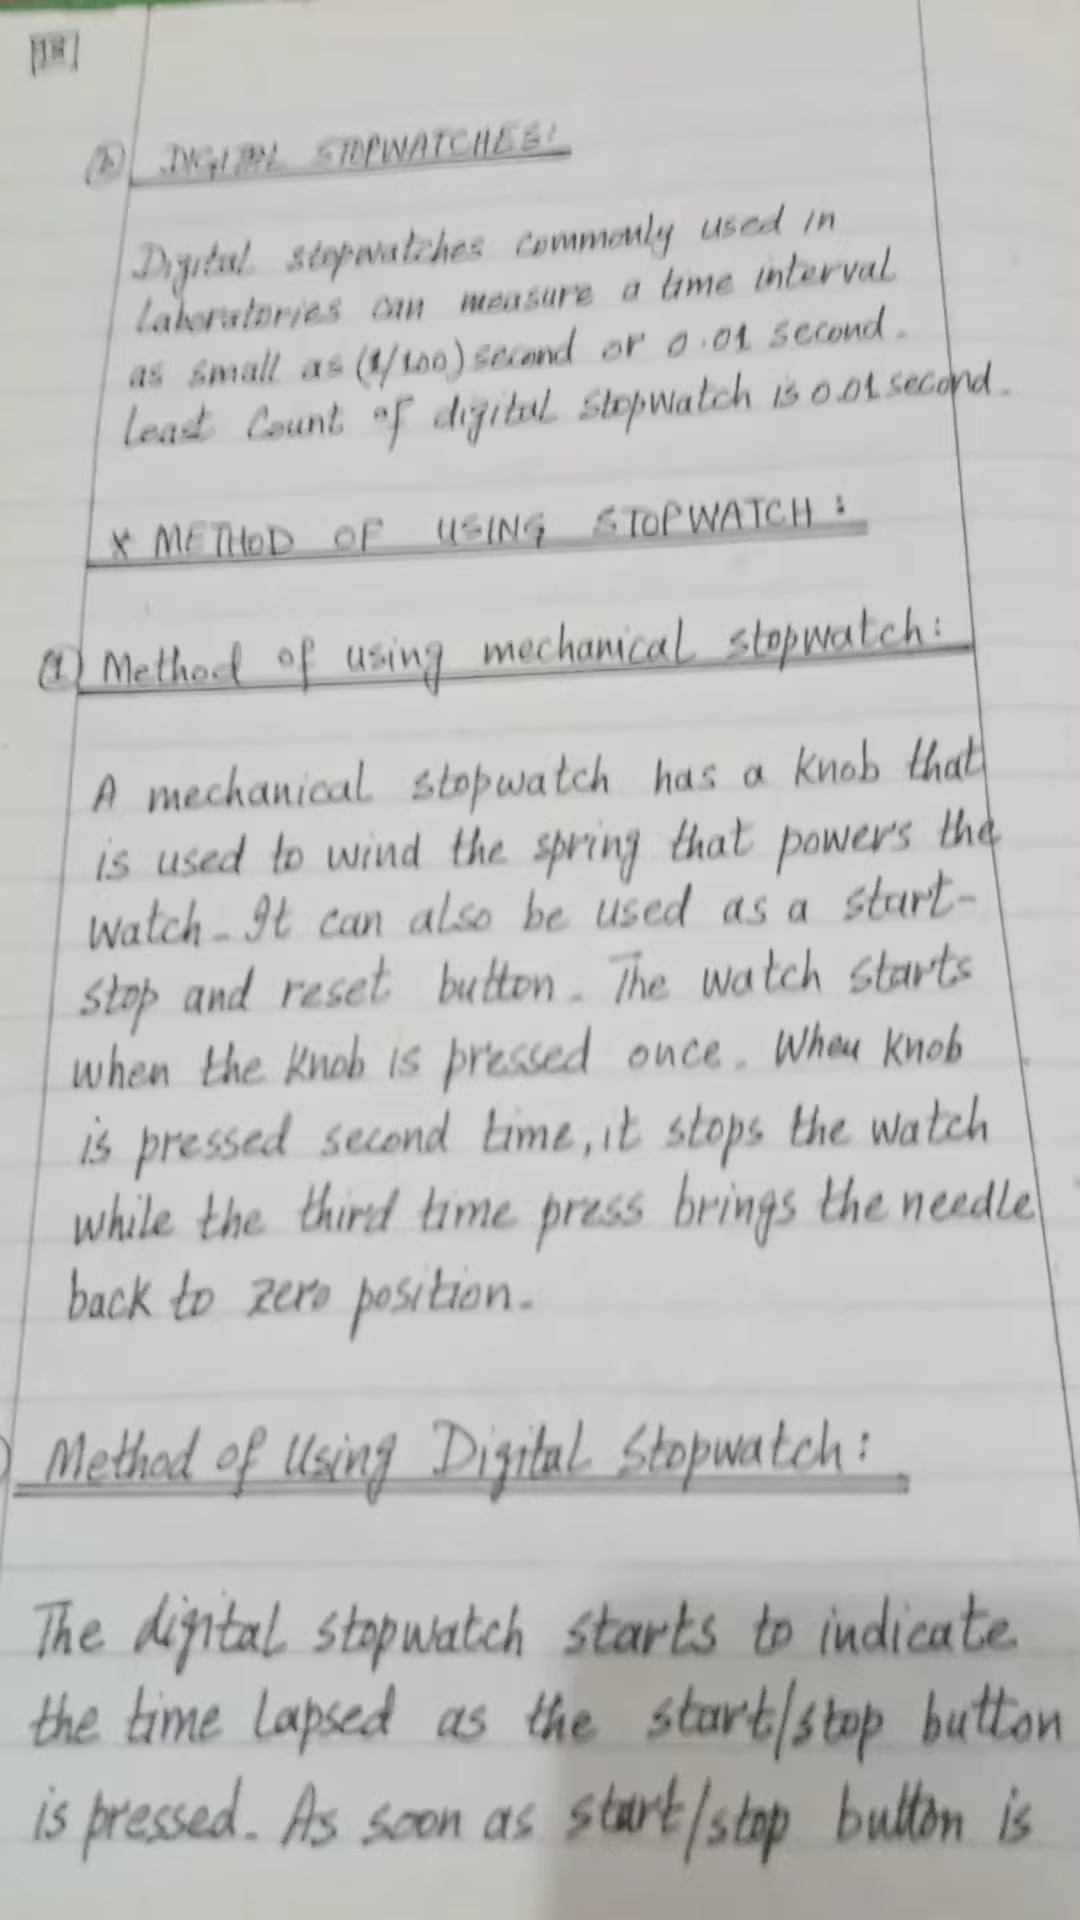 [18]
(b) DIGITAL STOPWATCHES:
Digital stopwatches commonly used in
Laboratories can measure a time interval
as small as (1/100) second or 0.01 second.
Least Count of digital stopwatch is 0.01 second.
* METHOD OF USING STOPWATCH:
(1) Method of using mechanical stopwatch:
A mechanical stopwatch has a knob that
is used to wind the spring that powers the
watch. It can also be used as a start-
stop and reset button. The watch starts
when the knob is pressed once. When knob
is pressed second time, it stops the watch
while the third time press brings the needle
back to zero position.
Method of Using Digital Stopwatch:
The digital stopwatch starts to indicate
the time lapsed as the start/stop button
is pressed. As soon as start/stop button is